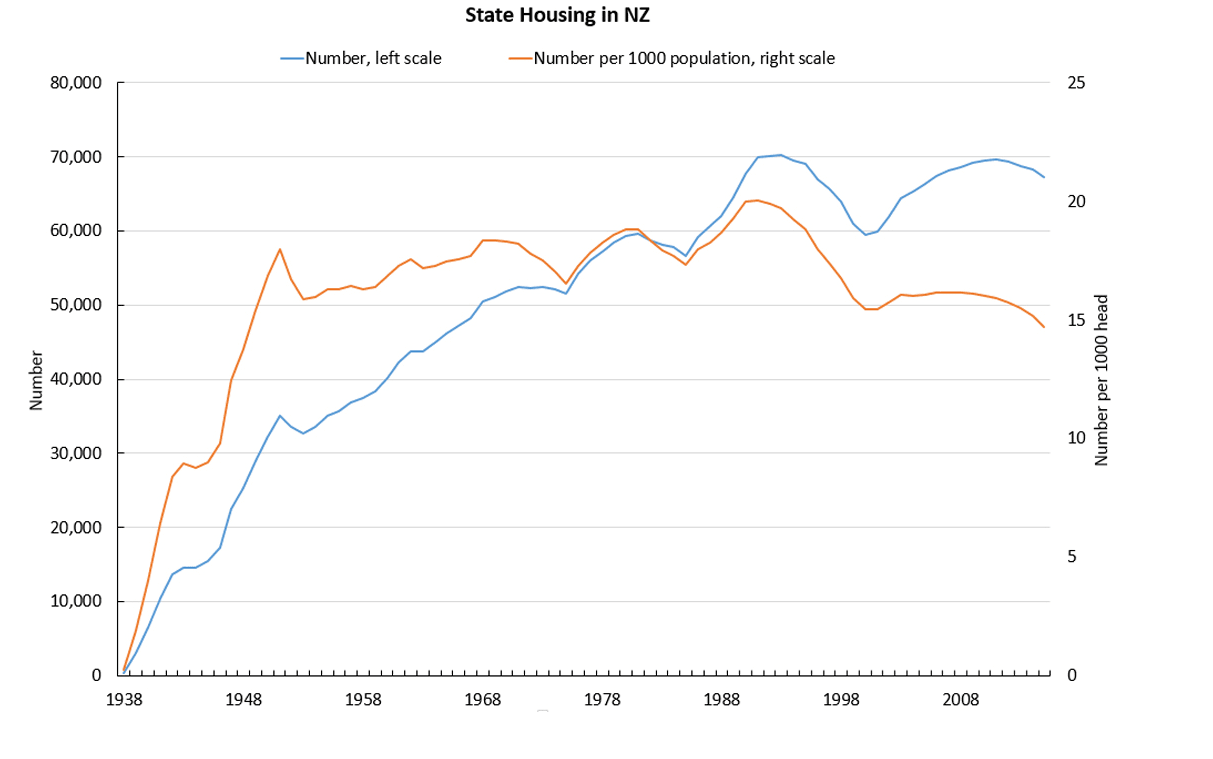 State Housing in NZ
Number, left scale
Number per 1000 population, right scale
80,000
70,000
60,000
50,000
40,000
30,000
20,000
10,000
0
Number
25
20
15
10
5
0
Number per 1000 head
1938 1948 1958 1968 1978 1988 1998 2008